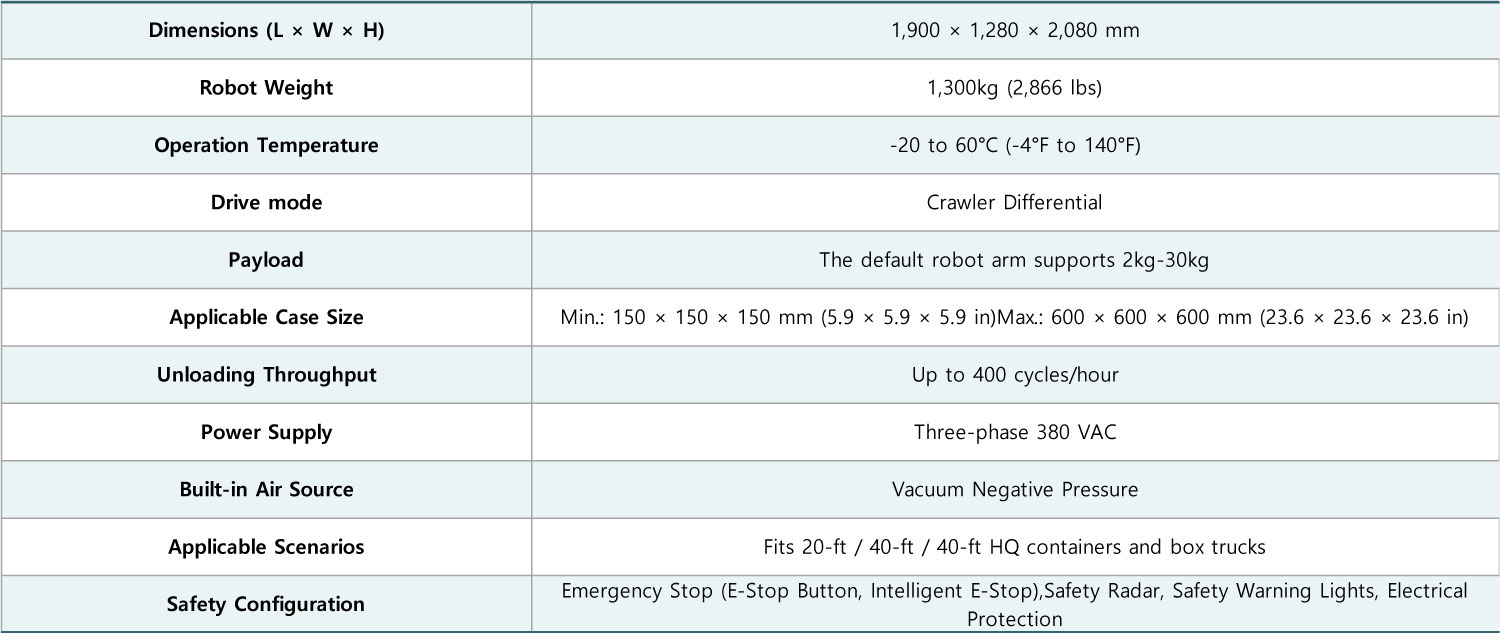 Dimensions (L × W × H) 1,900 × 1,280 × 2,080 mm
Robot Weight 1,300kg (2,866 lbs)
Operation Temperature -20 to 60°C (-4°F to 140°F)
Drive mode Crawler Differential
Payload The default robot arm supports 2kg-30kg
Applicable Case Size Min.: 150 × 150 × 150 mm (5.9 × 5.9 × 5.9 in)Max.: 600 × 600 × 600 mm (23.6 × 23.6 × 23.6 in)
Unloading Throughput Up to 400 cycles/hour
Power Supply Three-phase 380 VAC
Built-in Air Source Vacuum Negative Pressure
Applicable Scenarios Fits 20-ft / 40-ft / 40-ft HQ containers and box trucks
Safety Configuration Emergency Stop (E-Stop Button, Intelligent E-Stop),Safety Radar, Safety Warning Lights, Electrical
Protection